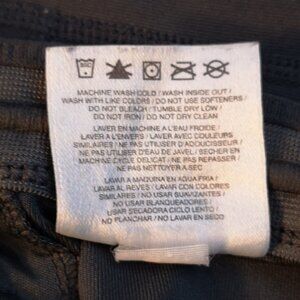 MACHINE WASH COLD / WASH INSIDE OUT /
WASH WITH LIKE COLORS / DO NOT USE SOFTENERS /
DO NOT BLEACH / TUMBLE DRY LOW /
DO NOT IRON / DO NOT DRY CLEAN
LAVER EN MACHINE A L'EAU FROIDE /
LAVER A L'ENVERS / LAVER AVEC COULEURS
SIMILAIRES / NE PAS UTILISER D'ADOUCISSEUR /
NE PAS UTILISER D'EAU DE JAVEL / SECHER EN
MACHINE CYCLE DELICAT / NE PAS REPASSER /
NE PAS NETTOYER A SEC
LAVAR A MAQUINA EN AGUA FRIA /
LAVAR AL REVES / LAVAR CON COLORES
SIMILARES / NO USAR SUAVIZANTES /
NO USAR BLANQUEADORES /
USAR SECADORA CICLO LENTO /
NO PLANCHAR / NO LAVAR EN SECO